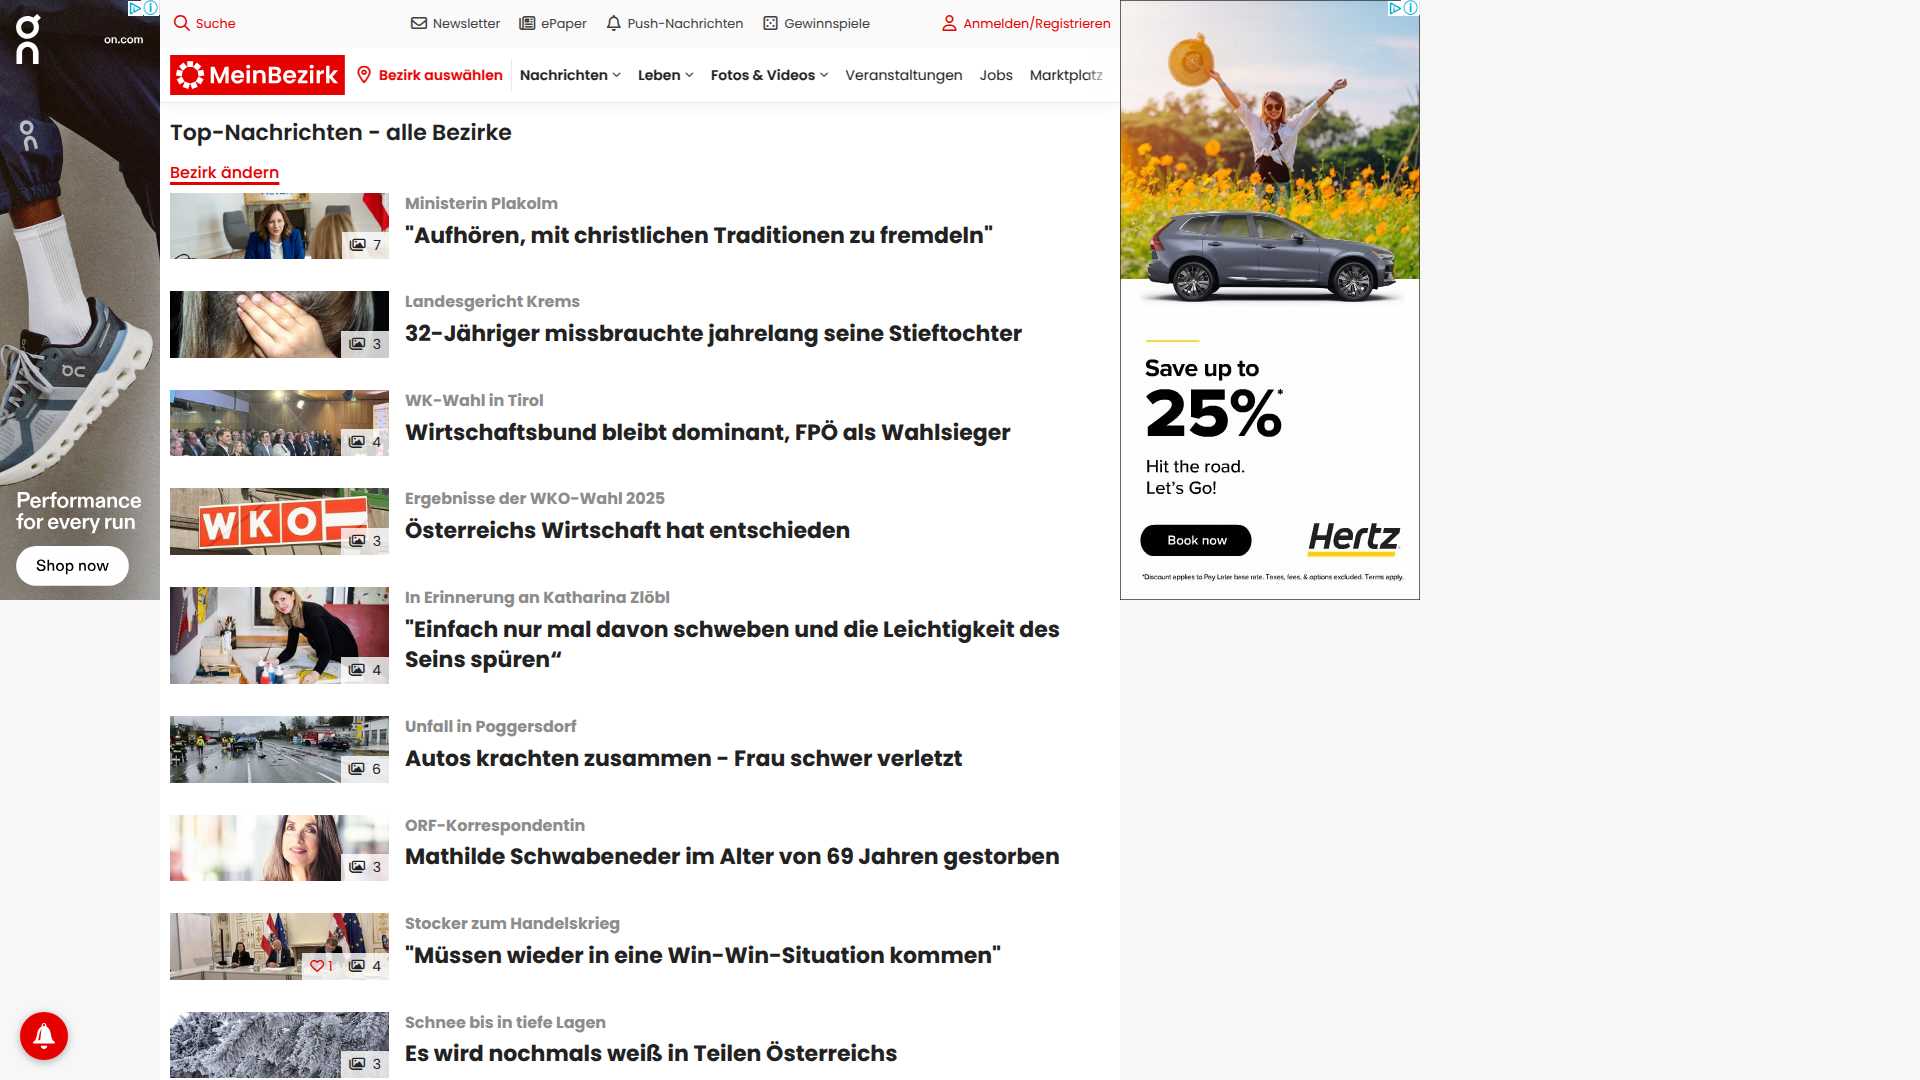 on
on.com
on
on
Performance
for every run
Shop now
Suche
Newsletter
ePaper
Push-Nachrichten
Gewinnspiele
Anmelden/Registrieren
MeinBezirk
Bezirk auswählen
Nachrichten
Leben
Fotos & Videos
Veranstaltungen
Jobs
Marktplatz
Top-Nachrichten - alle Bezirke
Bezirk ändern
7
Ministerin Plakolm
"Aufhören, mit christlichen Traditionen zu fremdeln"
3
Landesgericht Krems
32-Jähriger missbrauchte jahrelang seine Stieftochter
4
WK-Wahl in Tirol
Wirtschaftsbund bleibt dominant, FPÖ als Wahlsieger
WKO
3
Ergebnisse der WKO-Wahl 2025
Österreichs Wirtschaft hat entschieden
4
In Erinnerung an Katharina Zlöbl
"Einfach nur mal davon schweben und die Leichtigkeit des
Seins spüren“
6
Unfall in Poggersdorf
Autos krachten zusammen - Frau schwer verletzt
3
ORF-Korrespondentin
Mathilde Schwabeneder im Alter von 69 Jahren gestorben
1
4
Stocker zum Handelskrieg
"Müssen wieder in eine Win-Win-Situation kommen"
3
Schnee bis in tiefe Lagen
Es wird nochmals weiß in Teilen Österreichs
Save up to
25%*
Hit the road.
Let's Go!
Book now
Hertz
*Discount applies to Pay Later base rate. Taxes, fees, & options excluded. Terms apply.